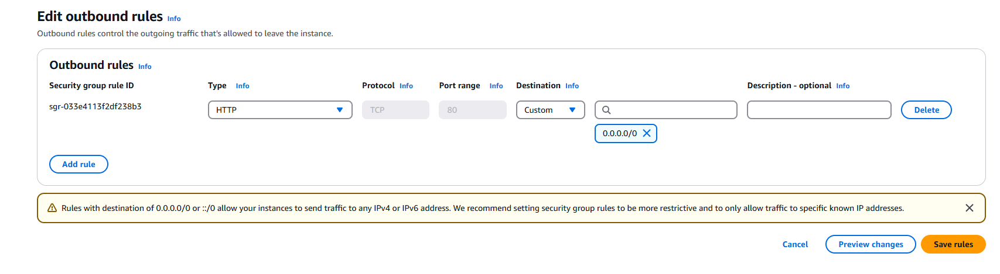 Edit outbound rules Info
Outbound rules control the outgoing traffic that's allowed to leave the instance.
Outbound rules Info
Security group rule ID Type Info Protocol Info Port range Info Destination Info Description - optional Info
sgr-033e4113f2df238b3 HTTP TCP 80 Custom Delete
0.0.0.0/0
Add rule
Rules with destination of 0.0.0.0/0 or ::/0 allow your instances to send traffic to any IPv4 or IPv6 address. We recommend setting security group rules to be more restrictive and to only allow traffic to specific known IP addresses.
Cancel Preview changes Save rules